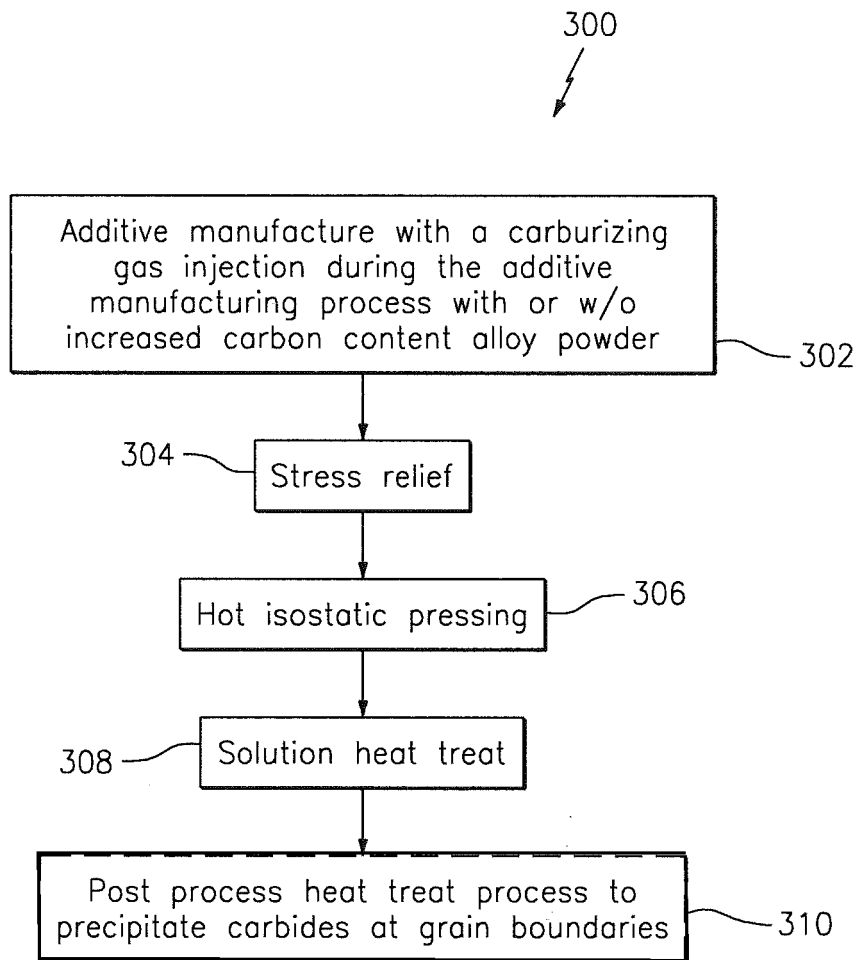 300
Additive manufacture with a carburizing
gas injection during the additive
manufacturing process with or w/o
increased carbon content alloy powder
302
304
Stress relief
Hot isostatic pressing
306
308
Solution heat treat
Post process heat treat process to
precipitate carbides at grain boundaries
310